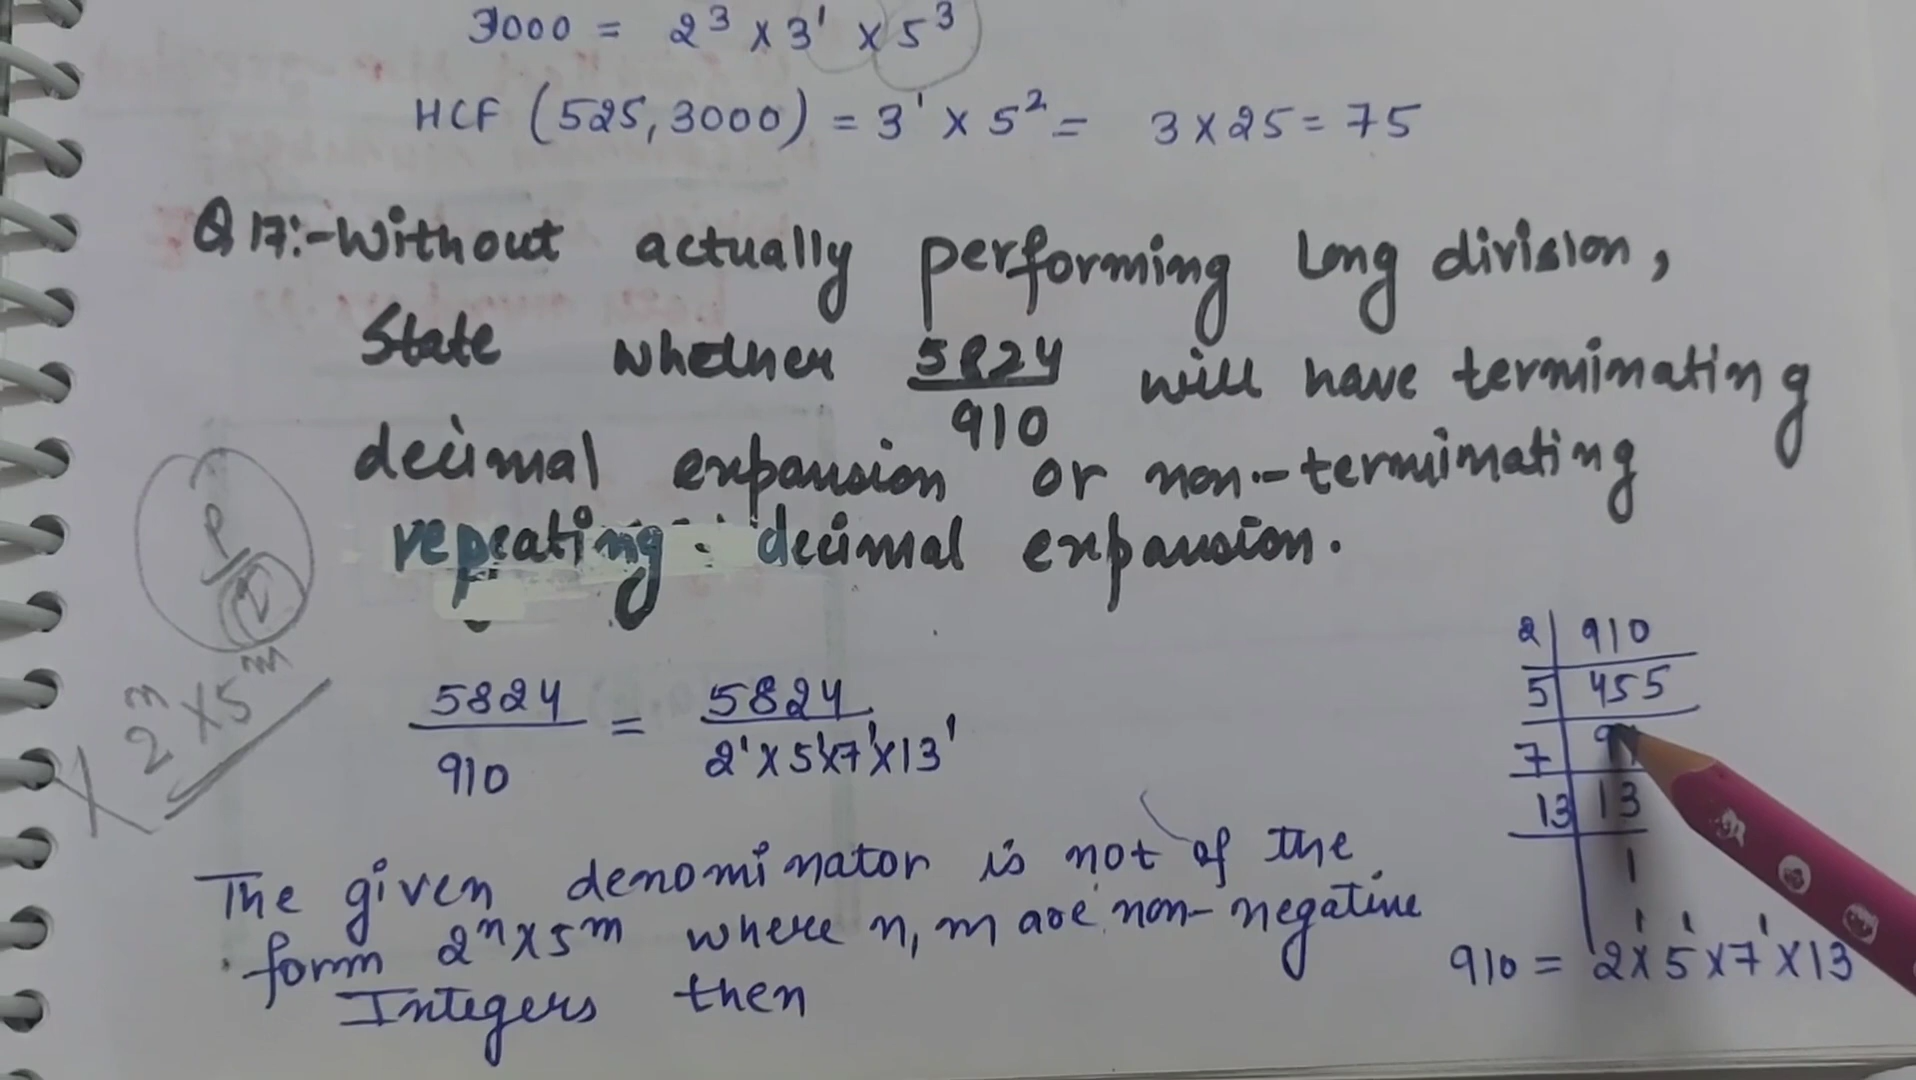 3000 = 2³ × 3¹ × 5³
HCF (525, 3000) = 3¹ × 5² = 3 × 25 = 75
Q 17:- Without actually performing Long division,
State whether 5824/910 will have terminating
decimal expansion or non-terminating
repeating decimal expansion.
P/q
2ⁿ × 5ᵐ
5824/910 = 5824/2¹ × 5¹ × 7¹ × 13¹
2 | 910
5 | 455
7 | 91
13 | 13
1
910 = 2¹ × 5¹ × 7¹ × 13
The given denominator is not of the
form 2ⁿ × 5ᵐ where n, m are non-negative
Integers then